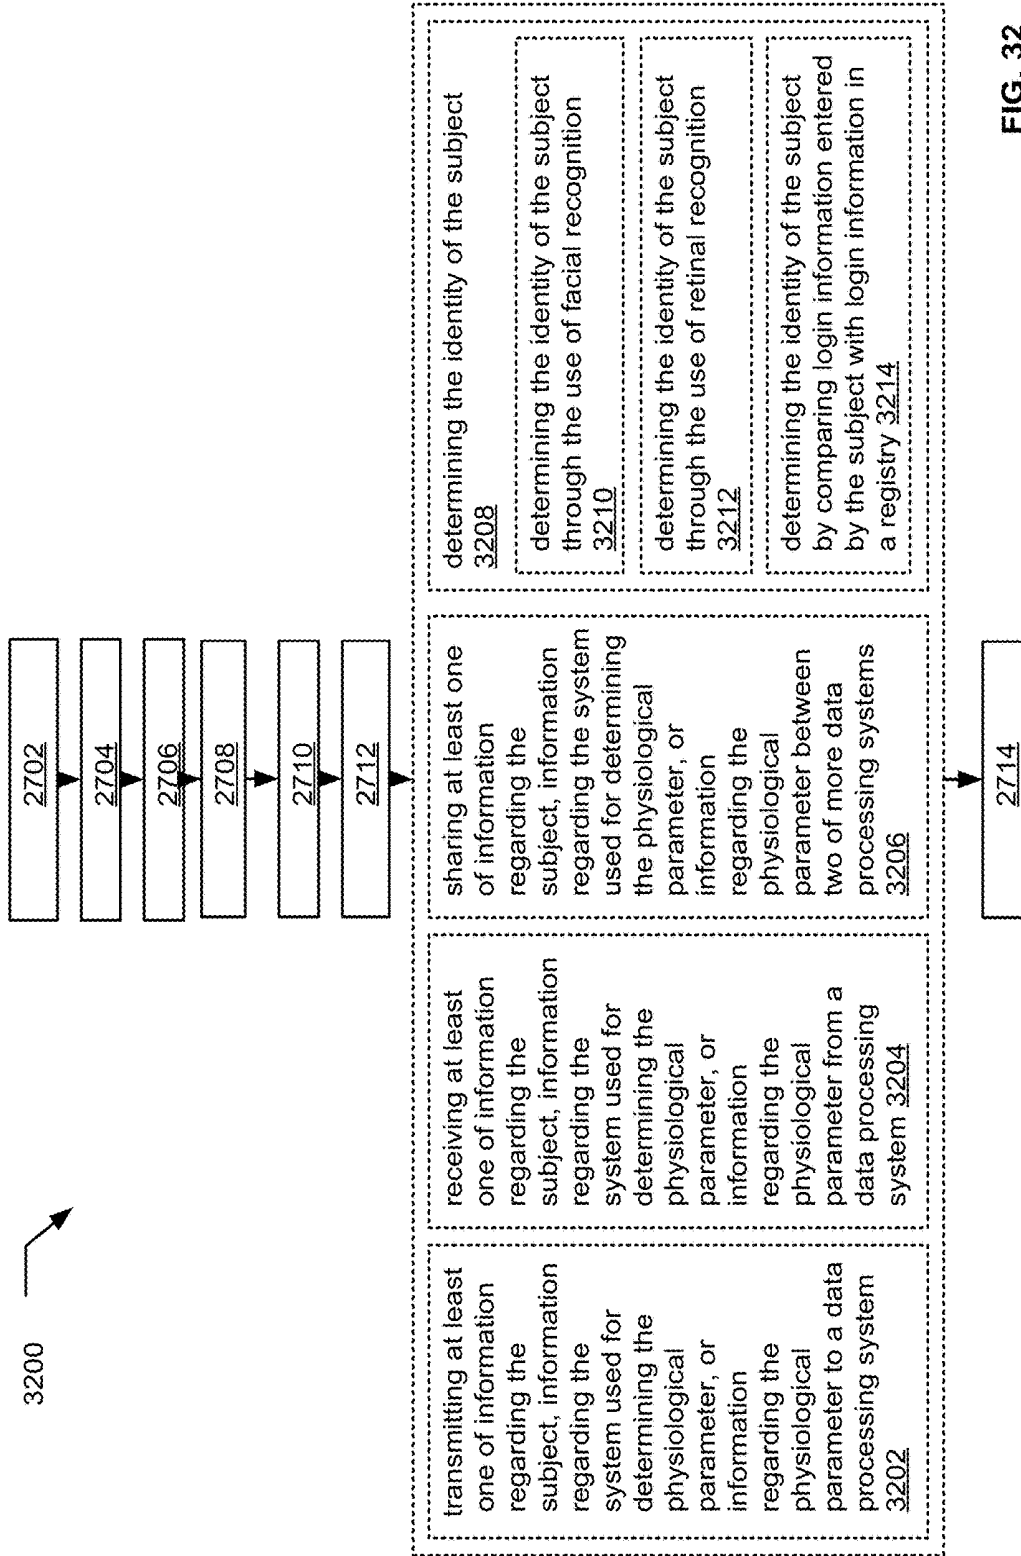 3200
2702
2704
2706
2708
2710
2712
transmitting at least
one of information
regarding the
subject, information
regarding the
system used for
determining the
physiological
parameter, or
information
regarding the
physiological
parameter to a data
processing system
3202
receiving at least
one of information
regarding the
subject, information
regarding the
system used for
determining the
physiological
parameter, or
information
regarding the
physiological
parameter from a
data processing
system 3204
sharing at least one
of information
regarding the
subject, information
regarding the system
used for determining
the physiological
parameter, or
information
regarding the
physiological
parameter between
two of more data
processing systems
3206
determining the identity of the subject
3208
determining the identity of the subject
through the use of facial recognition
3210
determining the identity of the subject
through the use of retinal recognition
3212
determining the identity of the subject
by comparing login information entered
by the subject with login information in
a registry 3214
2714
FIG. 32